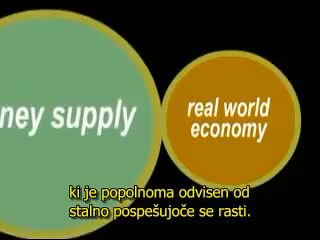 ney supply
real world
economy
ki je popolnoma odvisen od
stalno pospešujoče se rasti.